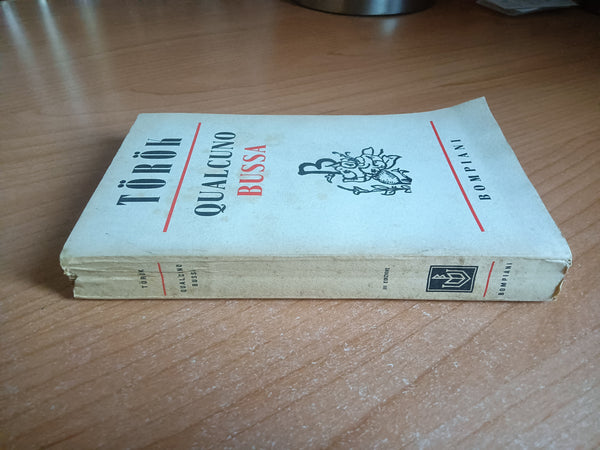 TÖRÖK
QUALCUNO
BUSSA
B
BOMPIANI
TÖRÖK
QUALCUNO
BUSSA
BOMPIANI